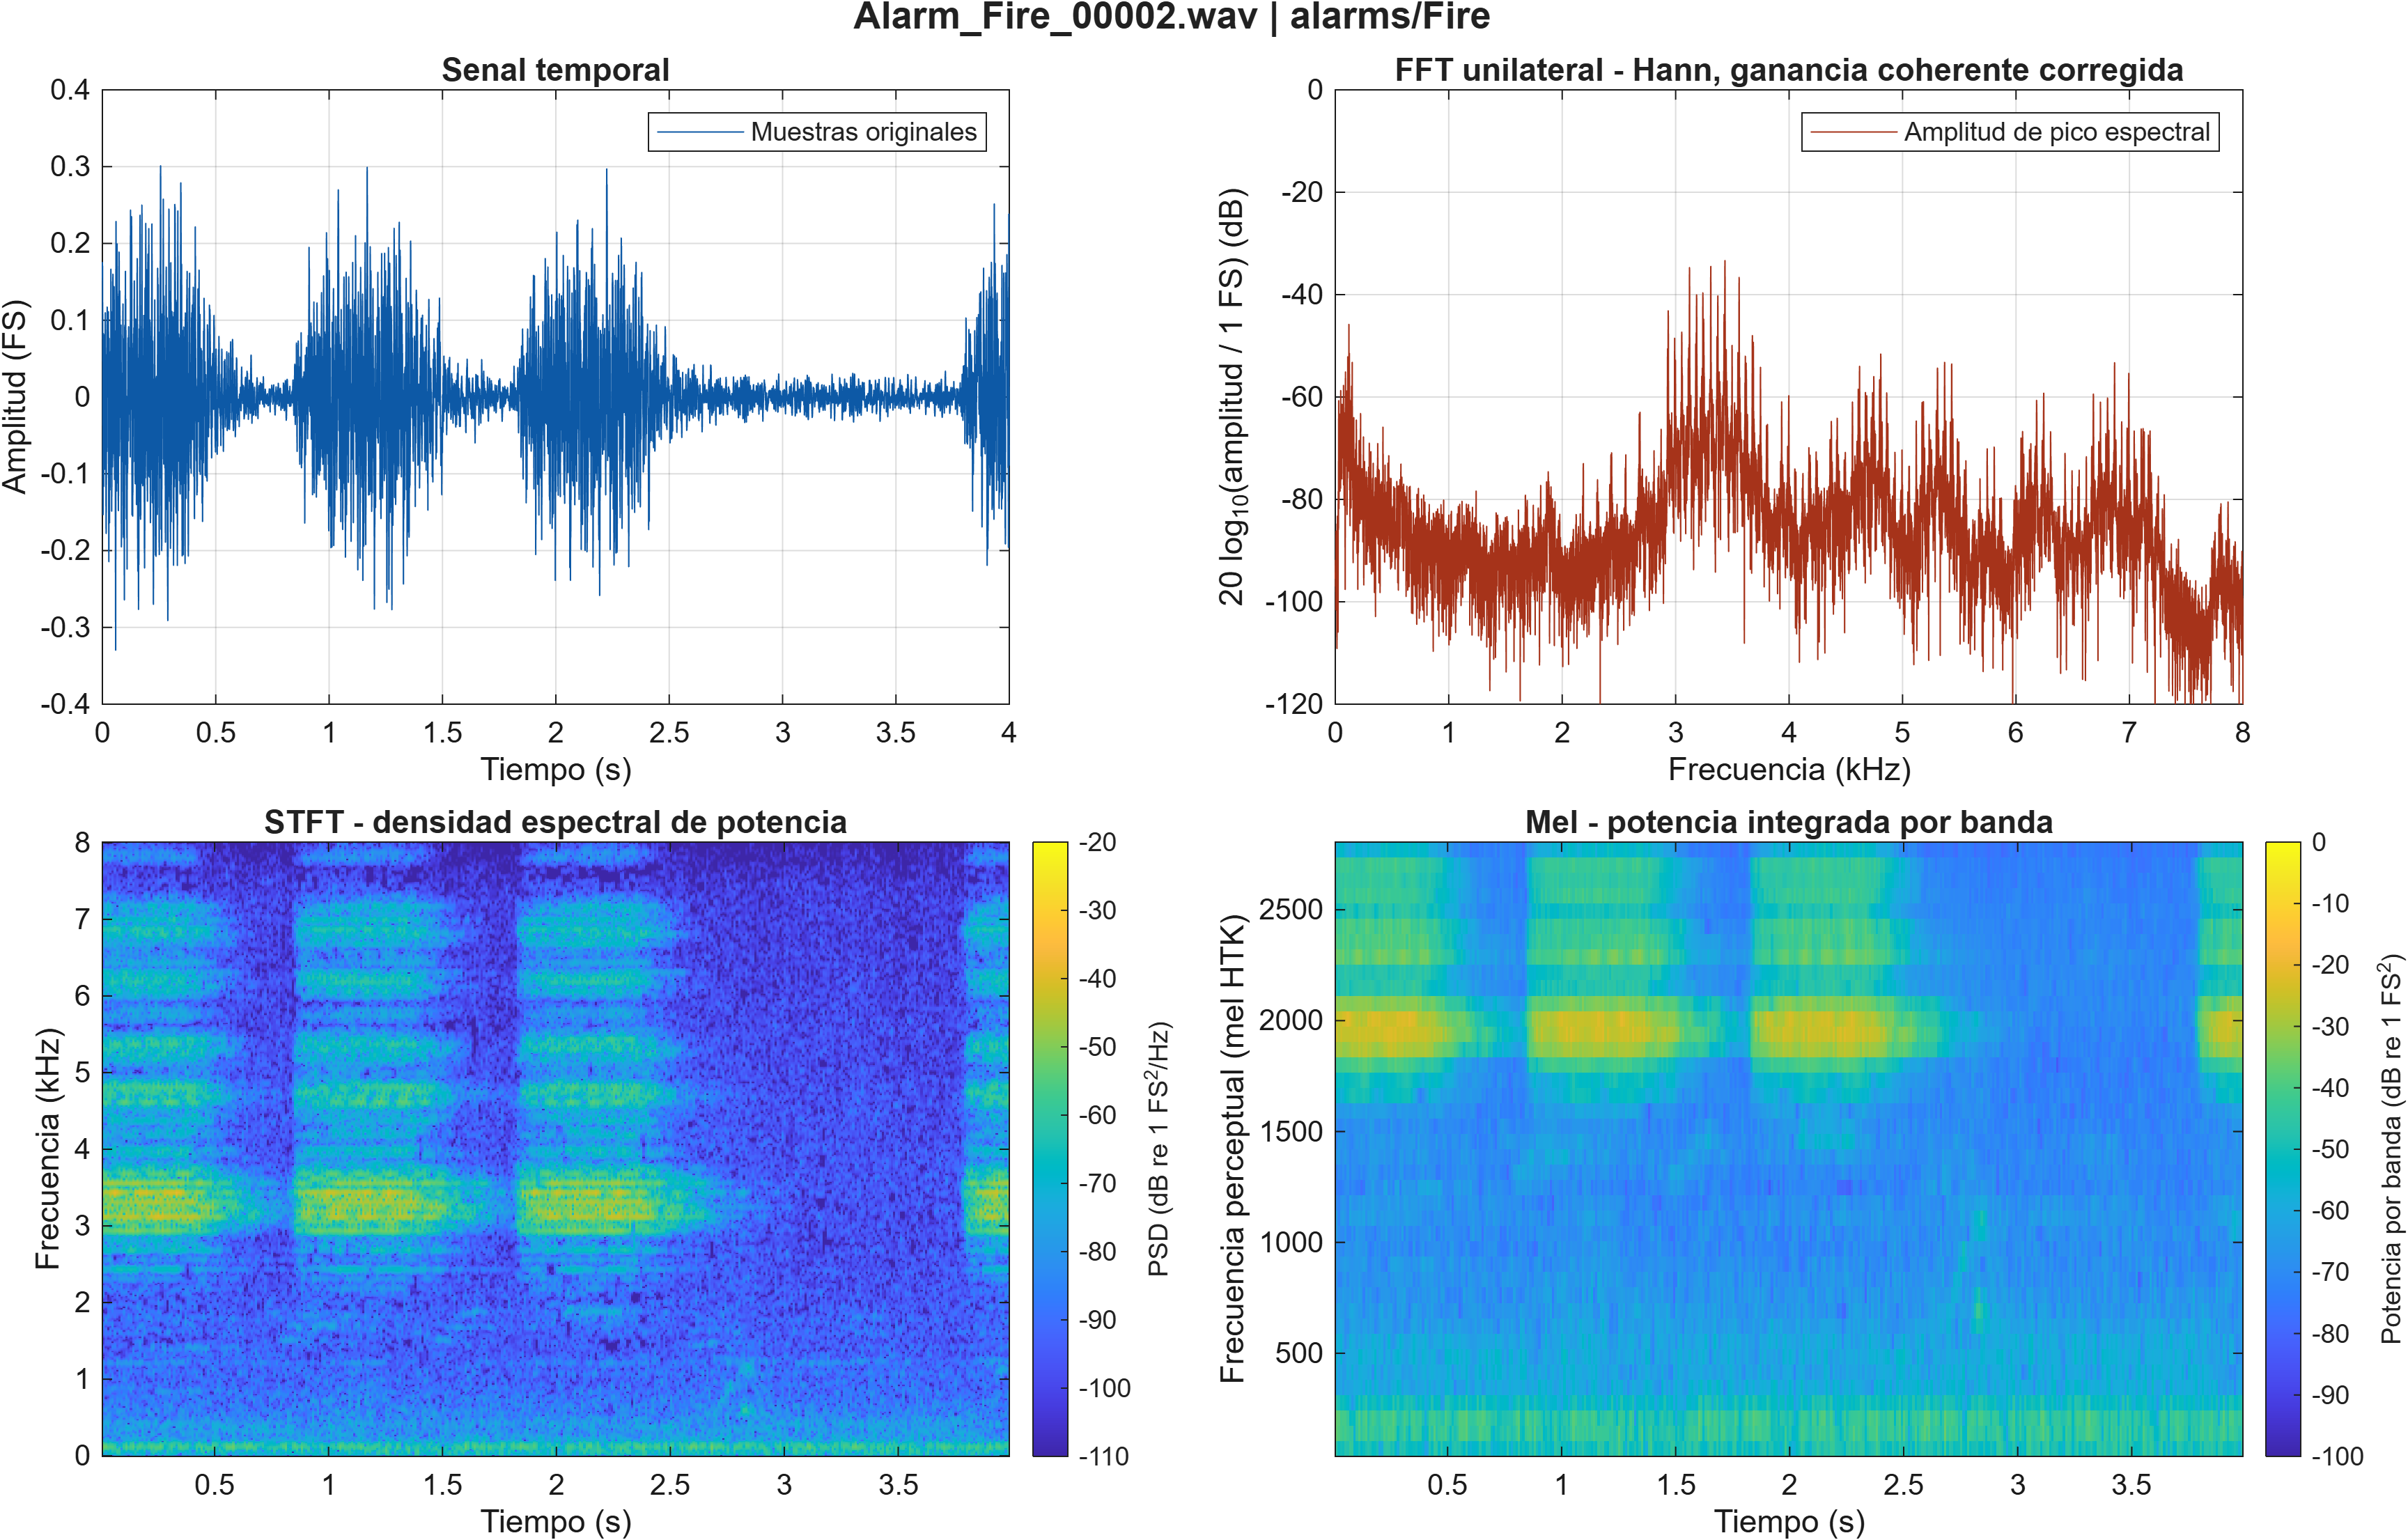 Alarm_Fire_00002.wav | alarms/Fire
Senal temporal
0.4
0.3
0.2
0.1
0
-0.1
-0.2
-0.3
-0.4
Amplitud (FS)
Muestras originales
0 0.5 1 1.5 2 2.5 3 3.5 4
Tiempo (s)
FFT unilateral - Hann, ganancia coherente corregida
0
-20
-40
-60
-80
-100
-120
20 log10(amplitud / 1 FS) (dB)
Amplitud de pico espectral
0 1 2 3 4 5 6 7 8
Frecuencia (kHz)
STFT - densidad espectral de potencia
8
7
6
5
4
3
2
1
0
Frecuencia (kHz)
0.5 1 1.5 2 2.5 3 3.5
Tiempo (s)
-20
-30
-40
-50
-60
-70
-80
-90
-100
-110
PSD (dB re 1 FS2/Hz)
Mel - potencia integrada por banda
2500
2000
1500
1000
500
Frecuencia perceptual (mel HTK)
0.5 1 1.5 2 2.5 3 3.5
Tiempo (s)
0
-10
-20
-30
-40
-50
-60
-70
-80
-90
-100
Potencia por banda (dB re 1 FS2)